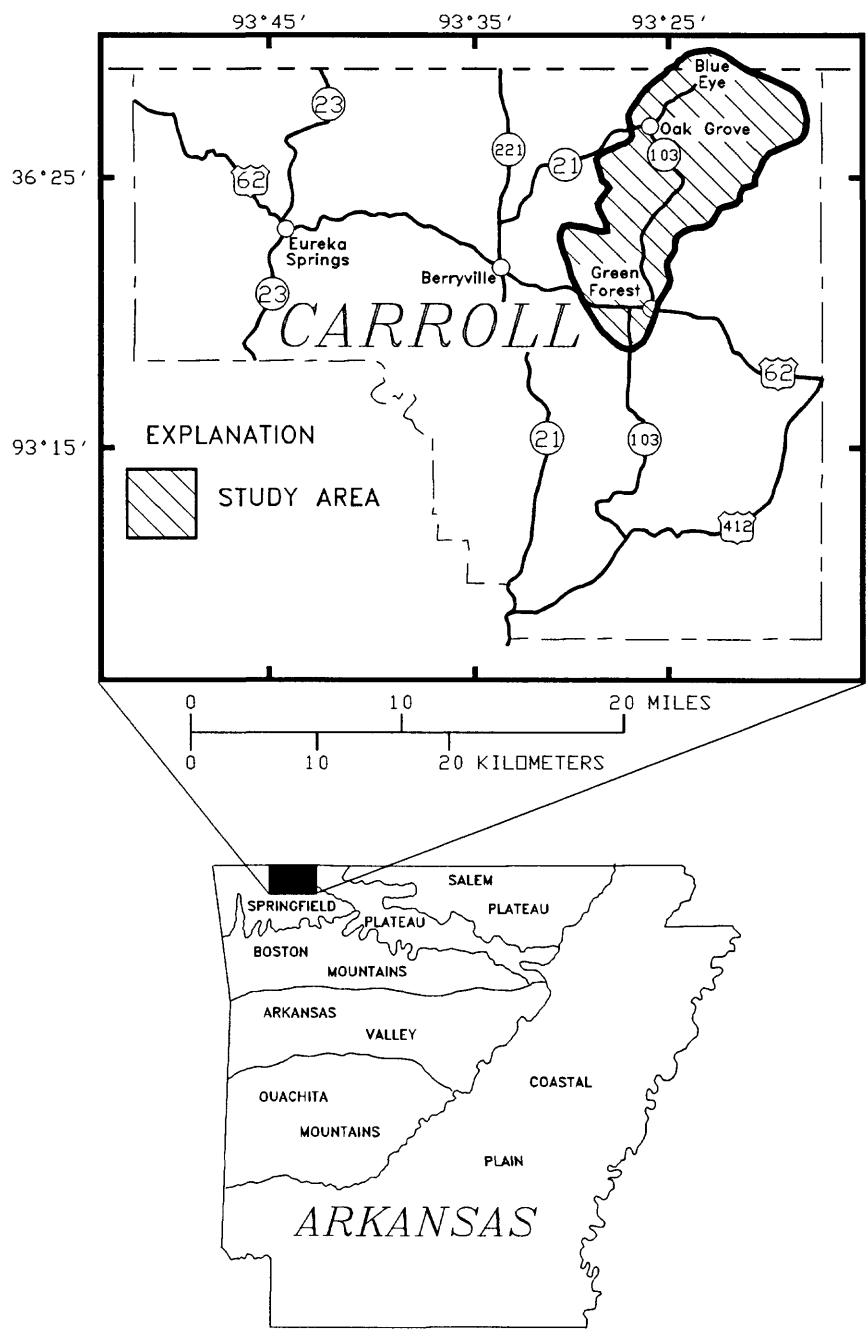 93°45′ 93°35′ 93°25′
Blue
Eye
23
Oak Grove
221
21
103
36°25′
62
Eureka
Springs
Berryville
Green
Forest
23
CARROLL
62
EXPLANATION
93°15′
21
103
STUDY AREA
412
0 10 20 MILES
0 10 20 KILOMETERS
SALEM
PLATEAU
SPRINGFIELD
PLATEAU
BOSTON
MOUNTAINS
ARKANSAS
VALLEY
COASTAL
PLAIN
OUACHITA
MOUNTAINS
ARKANSAS